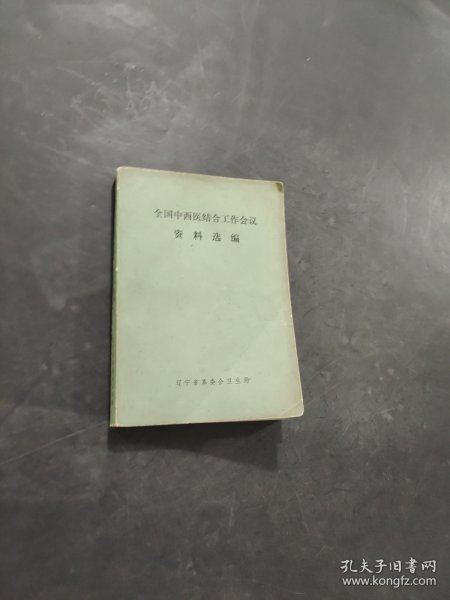 全国中西医结合工作会议
资料选编
辽宁省革委会卫生局
孔夫子旧书网
www.kongfz.com